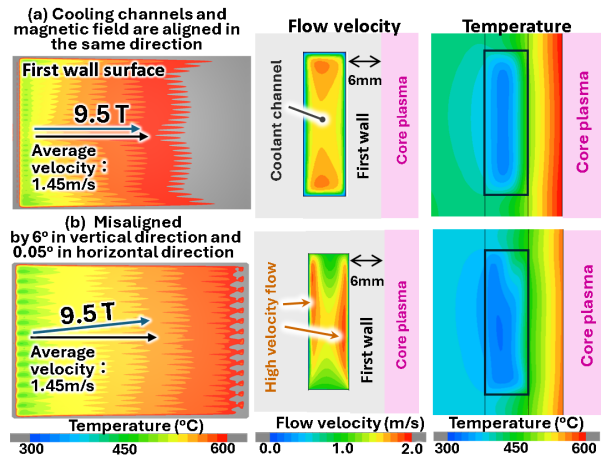 (a) Cooling channels and
magnetic field are aligned in
the same direction
First wall surface
9.5 T
Average
velocity：
1.45m/s
Flow velocity
Coolant channel
6mm
First wall
Core plasma
Temperature
Core plasma
(b) Misaligned
by 6º in vertical direction and
0.05º in horizontal direction
9.5 T
Average
velocity：
1.45m/s
High velocity flow
6mm
First wall
Core plasma
Core plasma
Temperature (ºC)
300 450 600
Flow velocity (m/s)
0.0 1.0 2.0
Temperature (ºC)
300 450 600